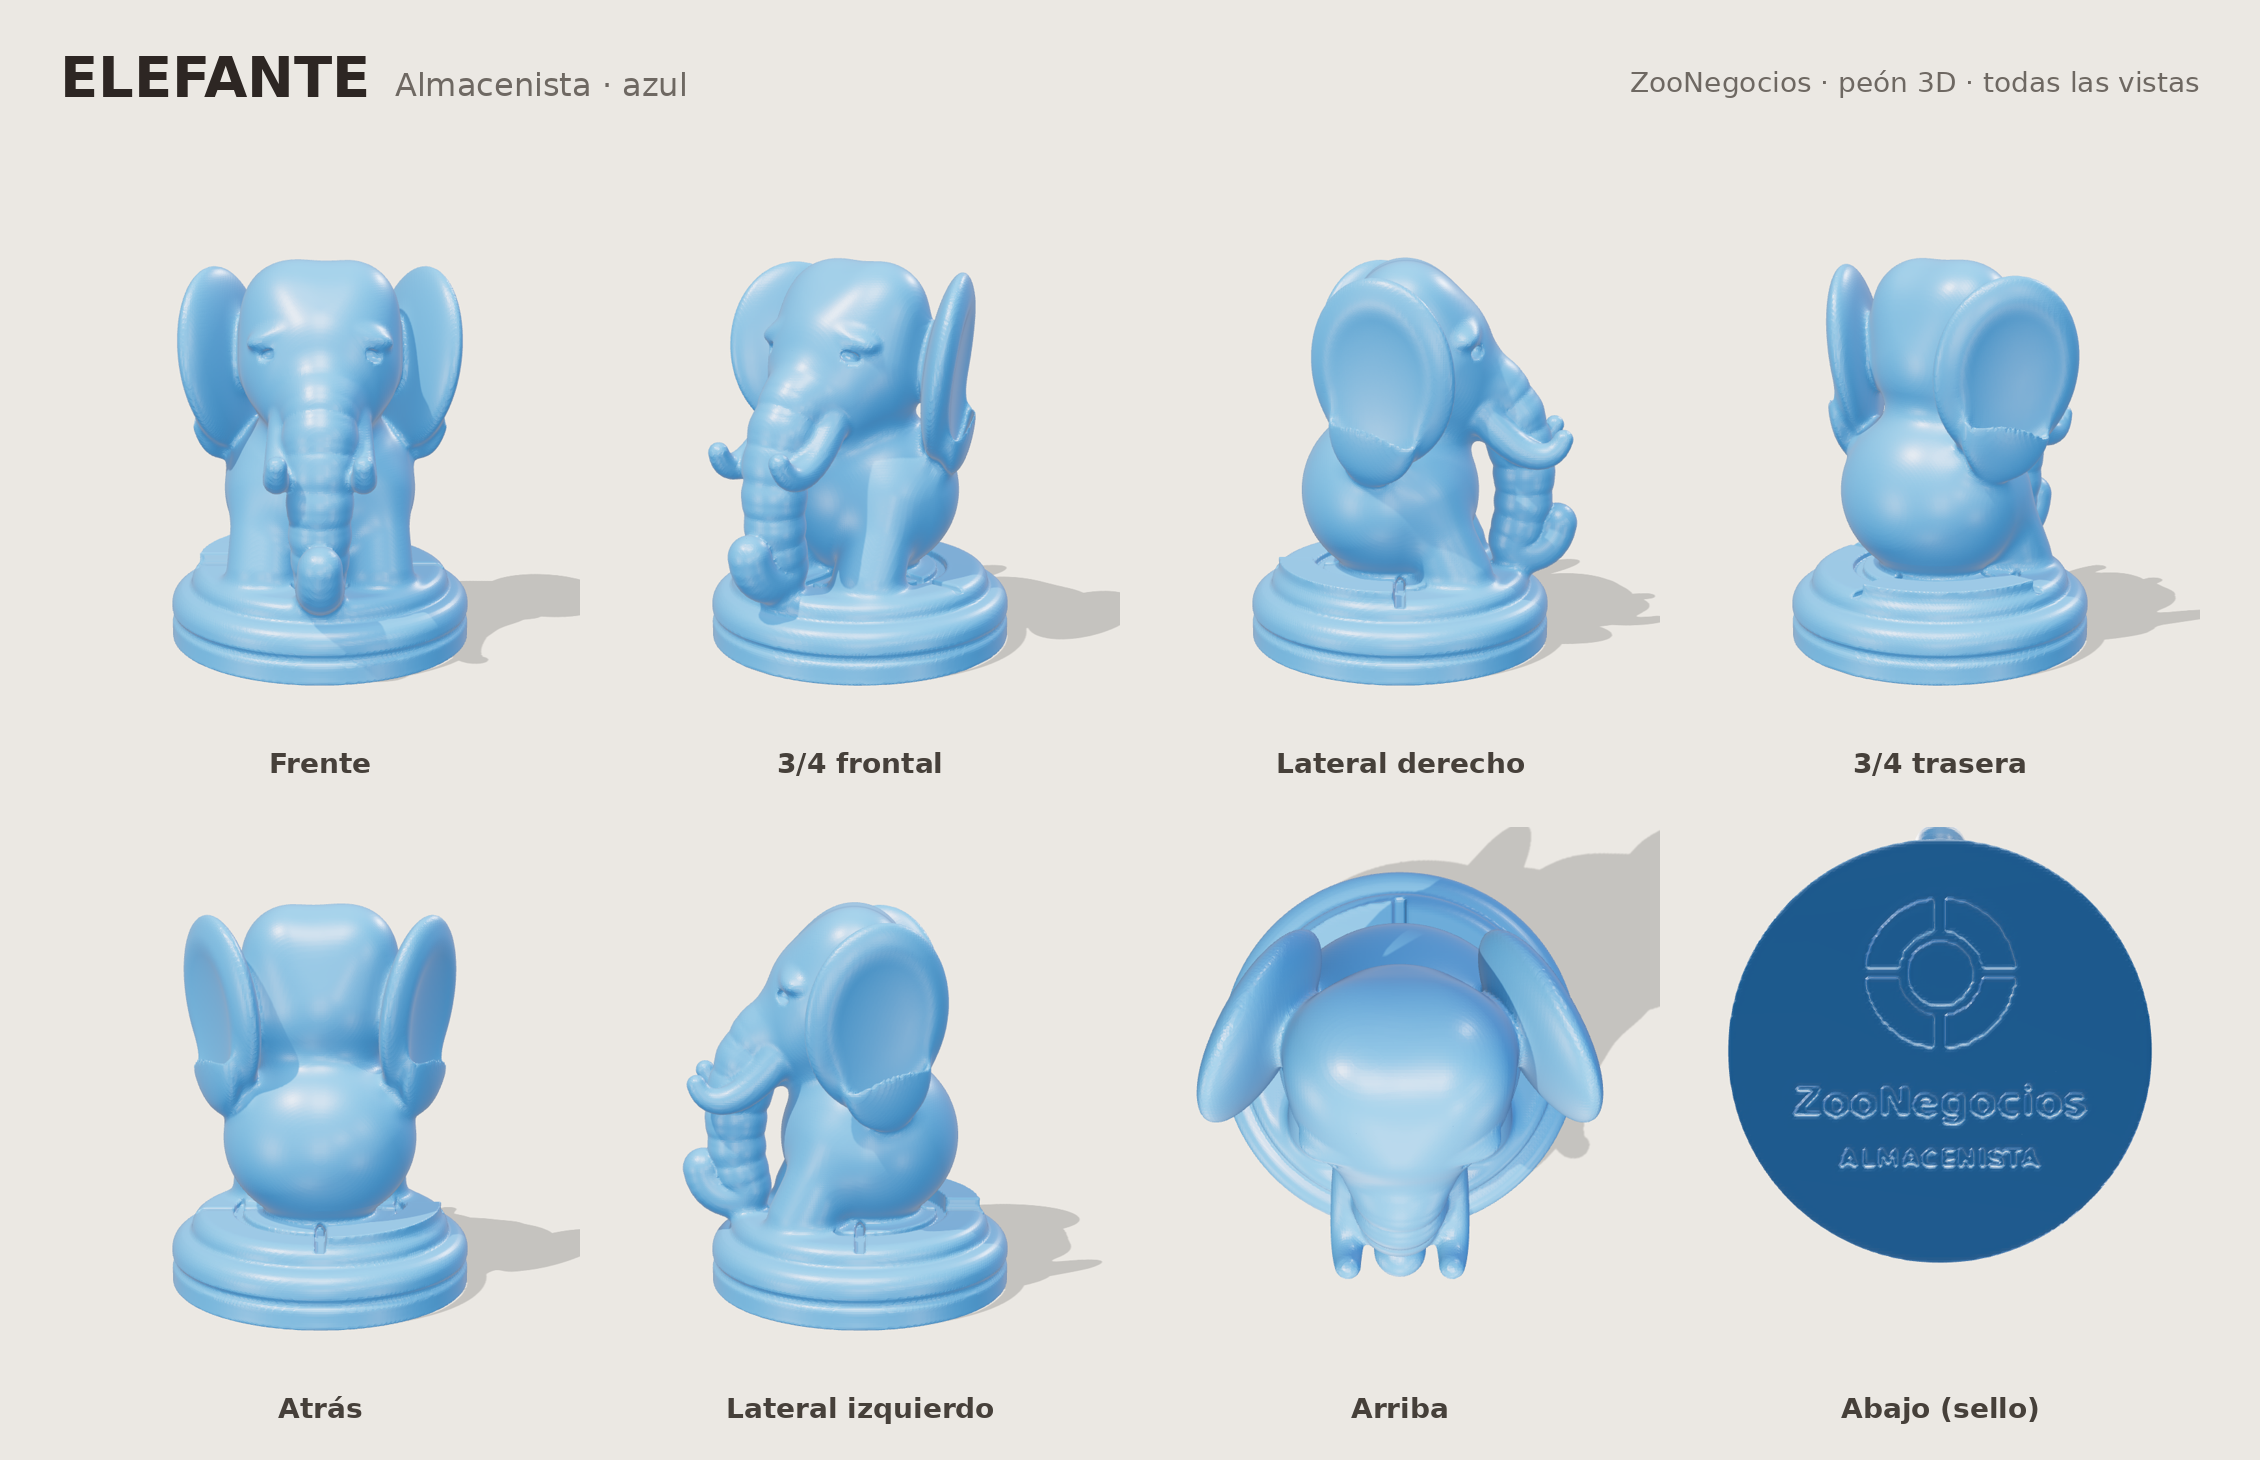 ELEFANTE Almacenista · azul
ZooNegocios · peón 3D · todas las vistas
Frente
3/4 frontal
Lateral derecho
3/4 trasera
ZooNegocios
ALMACENISTA
Atrás
Lateral izquierdo
Arriba
Abajo (sello)